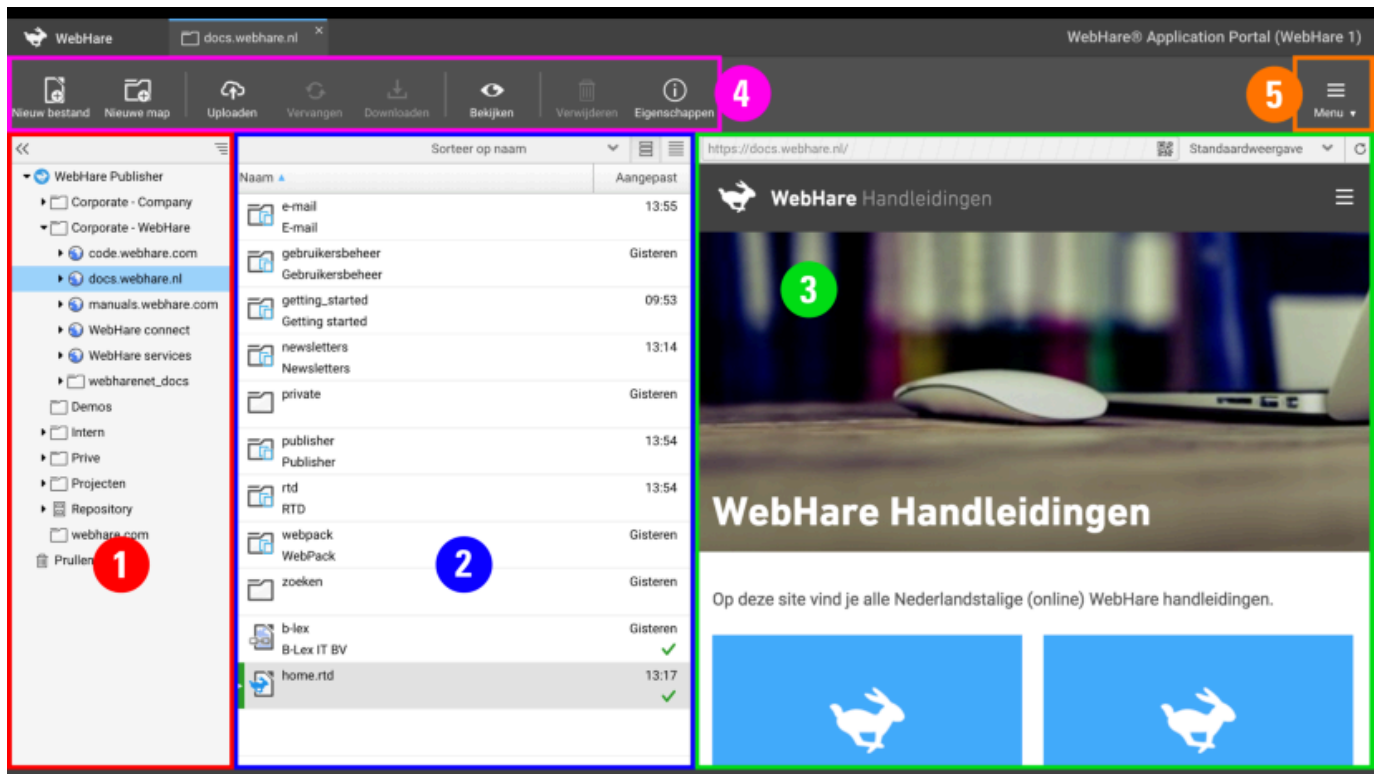 WebHare
docs.webhare.nl
WebHare® Application Portal (WebHare 1)
Nieuw bestand
Nieuwe map
Uploaden
Vervangen
Downloaden
Bekijken
Verwijderen
Eigenschappen
4
5
Menu
WebHare Publisher
Corporate - Company
Corporate - WebHare
code.webhare.com
docs.webhare.nl
manuals.webhare.com
WebHare connect
WebHare services
webharenet_docs
Demos
Intern
Prive
Projecten
Repository
webhare.com
Prullen
1
Sorteer op naam
Naam Aangepast
e-mail 13:55
E-mail
gebruikersbeheer Gisteren
Gebruikersbeheer
getting_started 09:53
Getting started
newsletters 13:14
Newsletters
private Gisteren
publisher 13:54
Publisher
rtd 13:54
RTD
webpack Gisteren
WebPack
2
zoeken Gisteren
b-lex Gisteren
B-Lex IT BV
home.rtd 13:17
https://docs.webhare.nl/
Standaardweergave
WebHare Handleidingen
3
WebHare Handleidingen
Op deze site vind je alle Nederlandstalige (online) WebHare handleidingen.